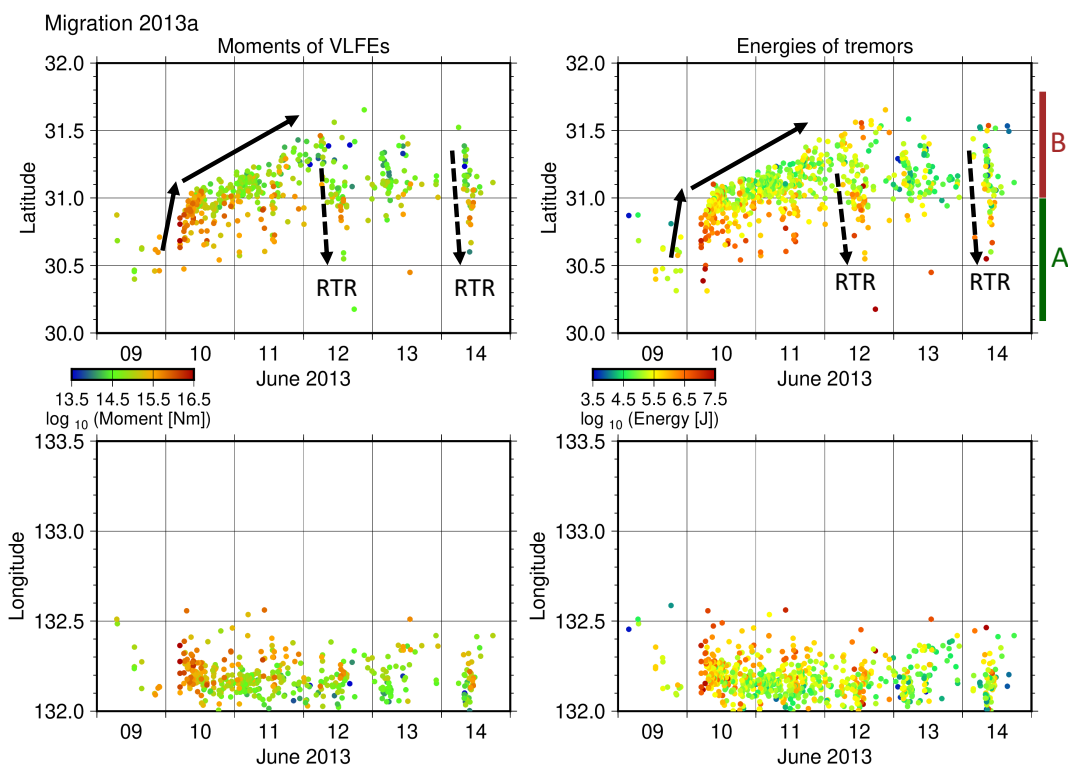 Migration 2013a
Moments of VLFEs
Energies of tremors
32.0
31.5
31.0
30.5
30.0
Latitude
RTR
RTR
09 10 11 12 13 14
June 2013
32.0
31.5
31.0
30.5
30.0
Latitude
RTR
RTR
09 10 11 12 13 14
June 2013
B
A
13.5 14.5 15.5 16.5
log 10 (Moment [Nm])
3.5 4.5 5.5 6.5 7.5
log 10 (Energy [J])
133.5
133.0
132.5
132.0
Longitude
09 10 11 12 13 14
June 2013
133.5
133.0
132.5
132.0
Longitude
09 10 11 12 13 14
June 2013